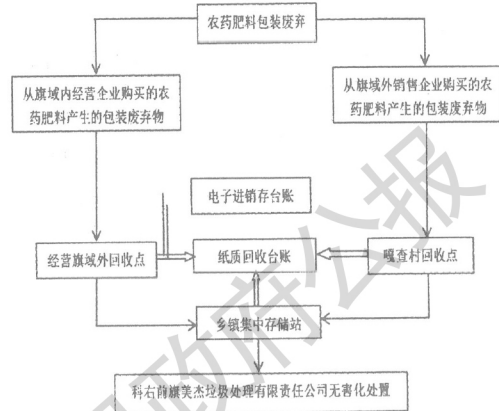 农药肥料包装废弃
从旗域内经营企业购买的农
药肥料产生的包装废弃物
从旗域外销售企业购买的农
药肥料产生的包装废弃物
电子进销存台账
经营旗域外回收点
纸质回收台账
嘎查村回收点
乡镇集中存储站
科右前旗美杰垃圾处理有限责任公司无害化处置
政府公报